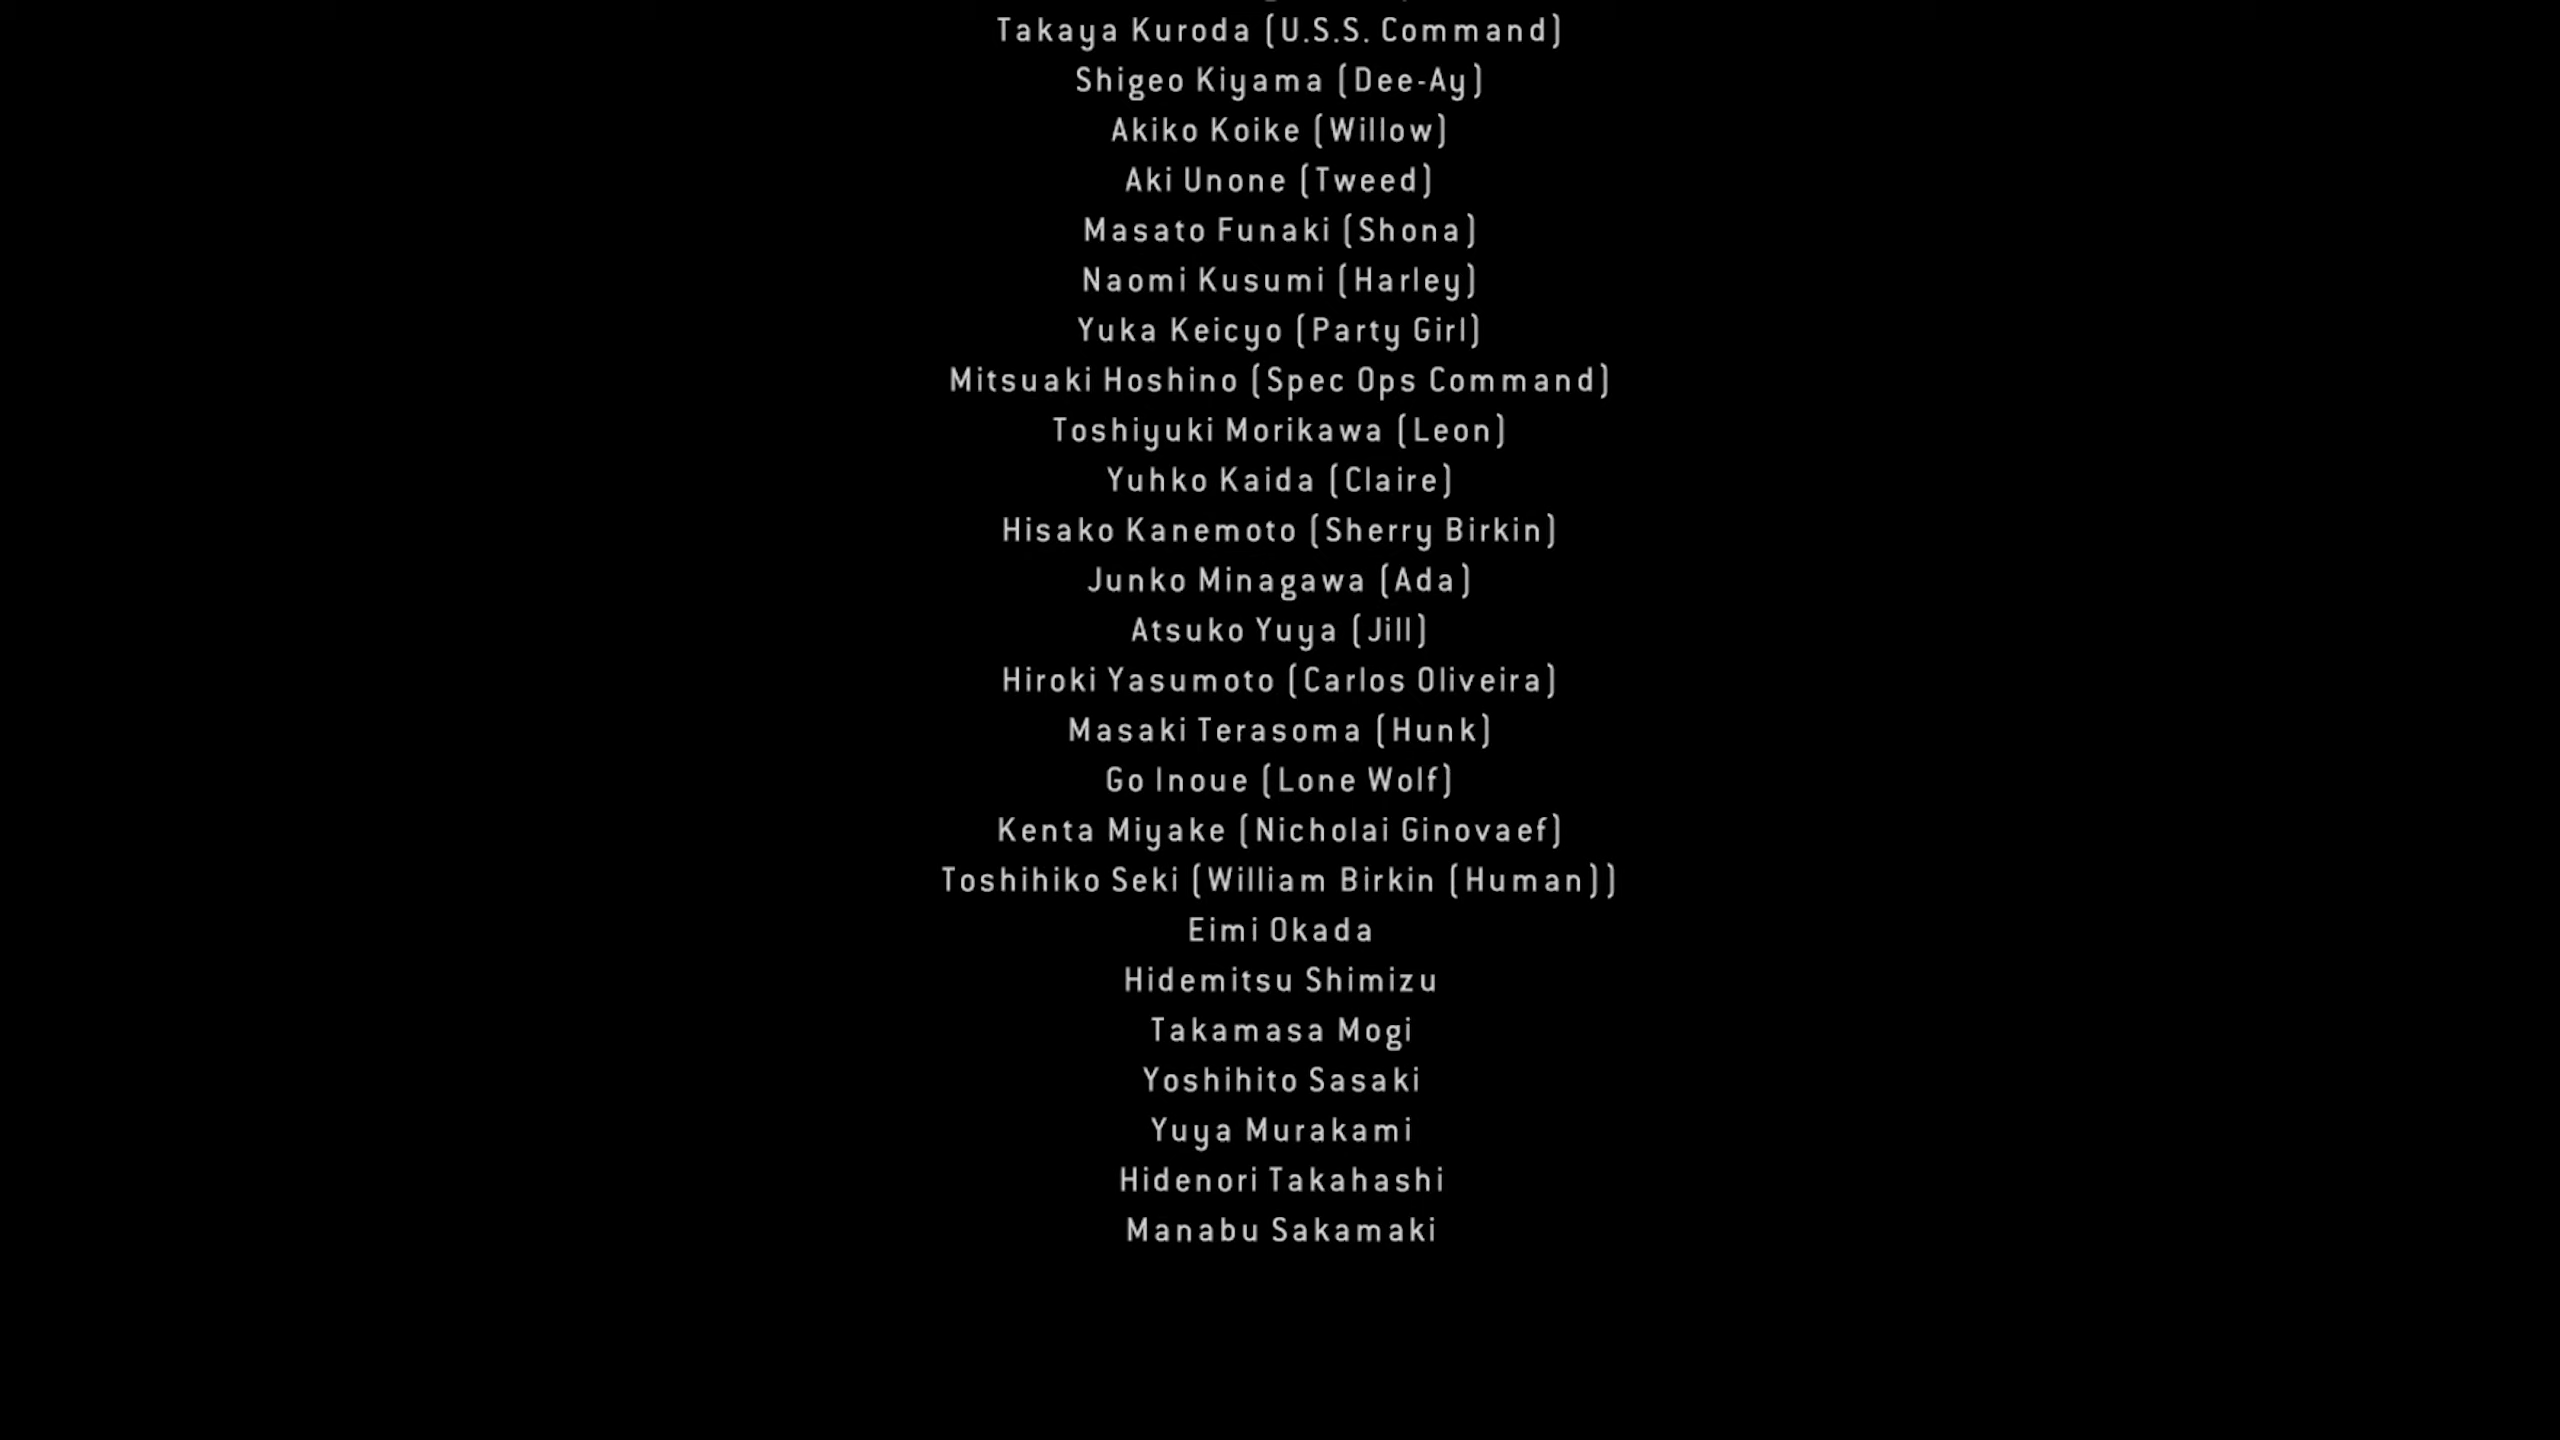 Takaya Kuroda (U.S.S. Command)
Shigeo Kiyama (Dee-Ay)
Akiko Koike (Willow)
Aki Unone (Tweed)
Masato Funaki (Shona)
Naomi Kusumi (Harley)
Yuka Keicyo (Party Girl)
Mitsuaki Hoshino (Spec Ops Command)
Toshiyuki Morikawa (Leon)
Yuhko Kaida (Claire)
Hisako Kanemoto (Sherry Birkin)
Junko Minagawa (Ada)
Atsuko Yuya (Jill)
Hiroki Yasumoto (Carlos Oliveira)
Masaki Terasoma (Hunk)
Go Inoue (Lone Wolf)
Kenta Miyake (Nicholai Ginovaef)
Toshihiko Seki (William Birkin (Human))
Eimi Okada
Hidemitsu Shimizu
Takamasa Mogi
Yoshihito Sasaki
Yuya Murakami
Hidenori Takahashi
Manabu Sakamaki